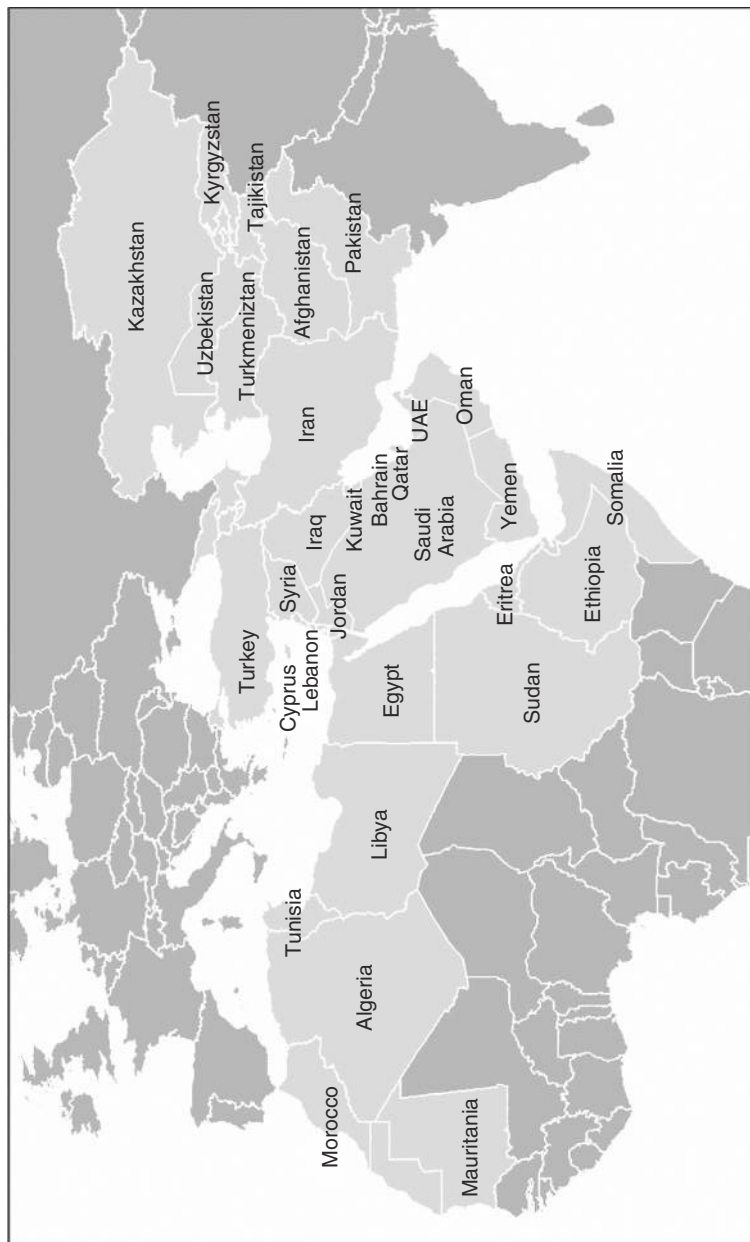 Kazakhstan
Kyrgyzstan
Uzbekistan
Tajikistan
Turkmeniztan
Afghanistan
Pakistan
Turkey
Iran
Cyprus
Lebanon
Syria
Iraq
Jordan
Kuwait
Bahrain
Qatar
UAE
Saudi
Arabia
Oman
Yemen
Tunisia
Morocco
Algeria
Libya
Egypt
Mauritania
Sudan
Eritrea
Ethiopia
Somalia